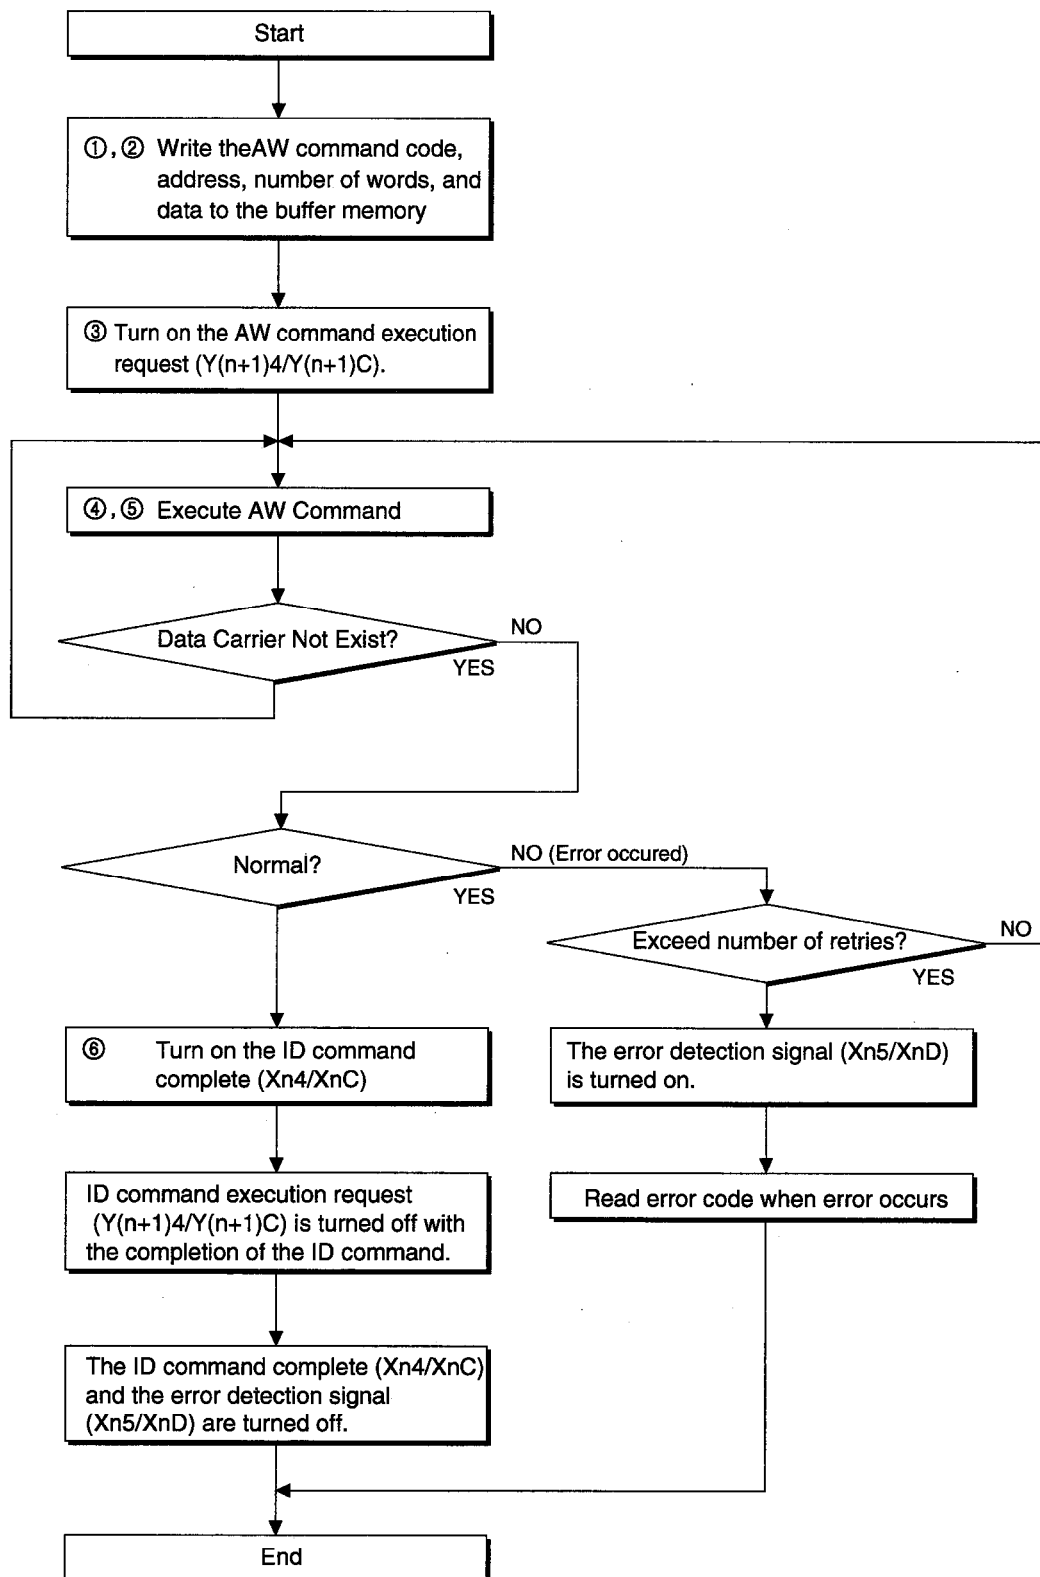 Start
①,② Write theAW command code,
address, number of words, and
data to the buffer memory
③ Turn on the AW command execution
request (Y(n+1)4/Y(n+1)C).
④,⑤ Execute AW Command
Data Carrier Not Exist?
NO
YES
Normal?
NO (Error occured)
YES
Exceed number of retries?
NO
YES
⑥ Turn on the ID command
complete (Xn4/XnC)
The error detection signal (Xn5/XnD)
is turned on.
ID command execution request
(Y(n+1)4/Y(n+1)C) is turned off with
the completion of the ID command.
Read error code when error occurs
The ID command complete (Xn4/XnC)
and the error detection signal
(Xn5/XnD) are turned off.
End